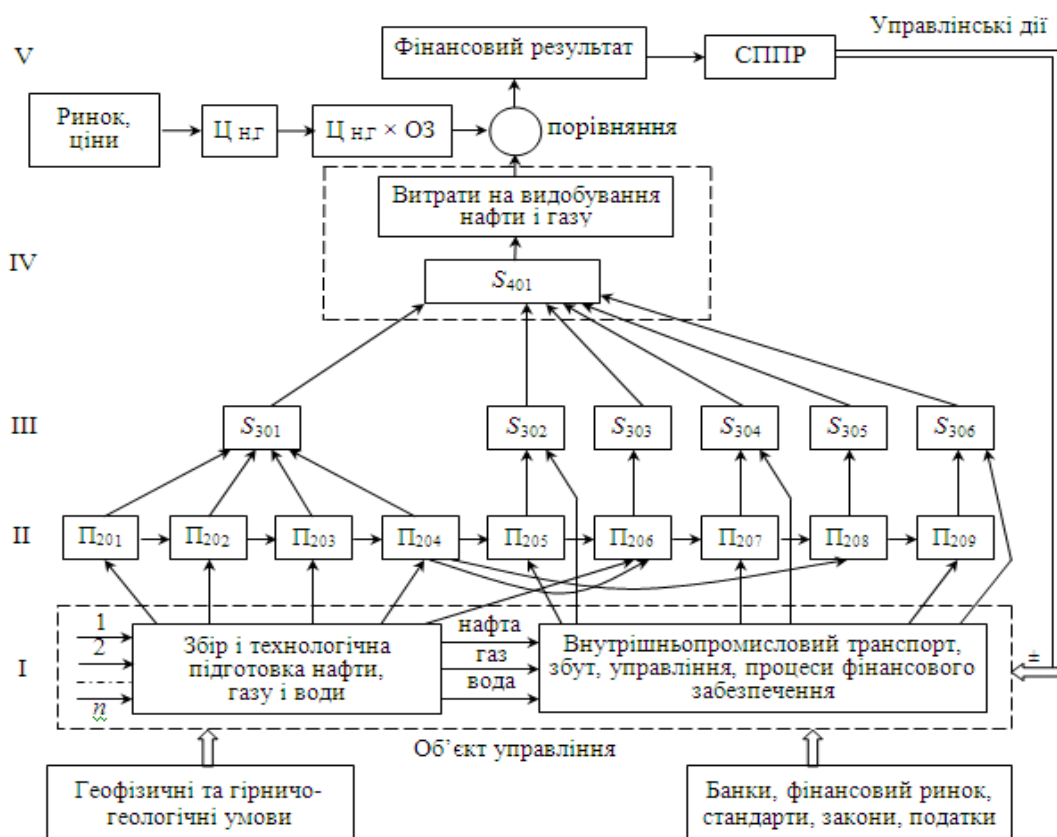 Управлінські дії
V
Фінансовий результат
СППР
Ринок,
ціни
Ц н,г
Ц н,г × ОЗ
порівняння
Витрати на видобування
нафти і газу
IV
S401
III
S301
S302
S303
S304
S305
S306
II
П201
П202
П203
П204
П205
П206
П207
П208
П209
I
1
2
n
Збір і технологічна
підготовка нафти,
газу і води
нафта
газ
вода
Внутрішньопромисловий транспорт,
збут, управління, процеси фінансового
забезпечення
±
Об’єкт управління
Геофізичні та гірничо-
геологічні умови
Банки, фінансовий ринок,
стандарти, закони, податки